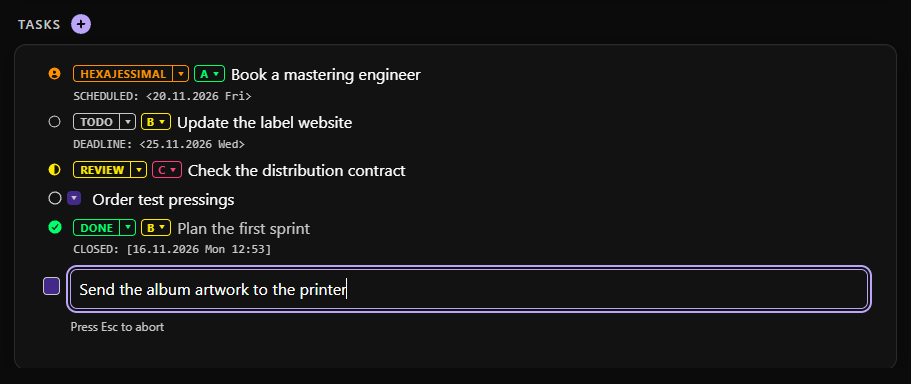 TASKS
HEXAJESSIMAL A Book a mastering engineer
SCHEDULED: <20.11.2026 Fri>
TODO B Update the label website
DEADLINE: <25.11.2026 Wed>
REVIEW C Check the distribution contract
Order test pressings
DONE B Plan the first sprint
CLOSED: [16.11.2026 Mon 12:53]
Send the album artwork to the printer
Press Esc to abort